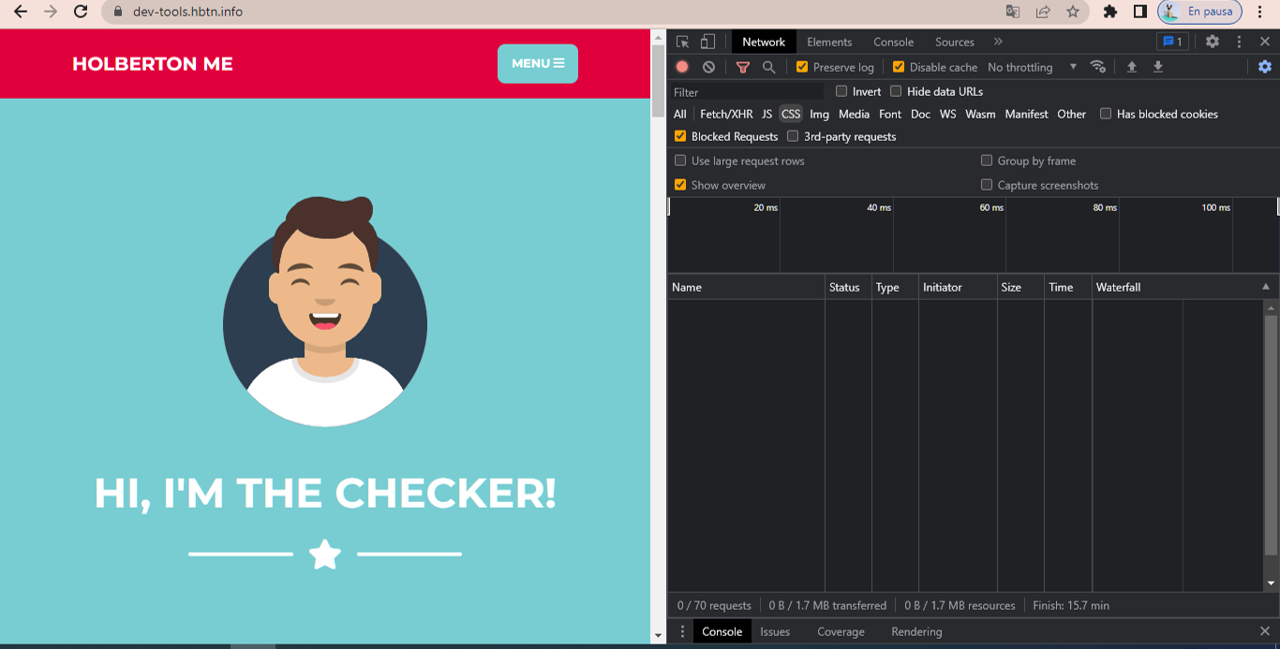 dev-tools.hbtn.info
En pausa
HOLBERTON ME
MENU
HI, I'M THE CHECKER!
Network Elements Console Sources » 1
Preserve log Disable cache No throttling
Filter Invert Hide data URLs
All Fetch/XHR JS CSS Img Media Font Doc WS Wasm Manifest Other Has blocked cookies
Blocked Requests 3rd-party requests
Use large request rows Group by frame
Show overview Capture screenshots
20 ms 40 ms 60 ms 80 ms 100 ms
Name Status Type Initiator Size Time Waterfall
0 / 70 requests 0 B / 1.7 MB transferred 0 B / 1.7 MB resources Finish: 15.7 min
Console Issues Coverage Rendering